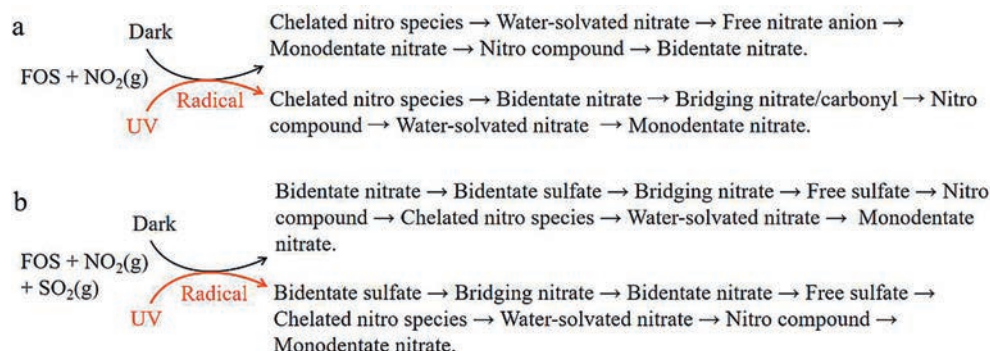 a
Dark
FOS + NO₂(g)
Radical
UV
Chelated nitro species → Water-solvated nitrate → Free nitrate anion →
Monodentate nitrate → Nitro compound → Bidentate nitrate.
Chelated nitro species → Bidentate nitrate → Bridging nitrate/carbonyl → Nitro
compound → Water-solvated nitrate → Monodentate nitrate.
b
Dark
FOS + NO₂(g)
+ SO₂(g)
Radical
UV
Bidentate nitrate → Bidentate sulfate → Bridging nitrate → Free sulfate → Nitro
compound → Chelated nitro species → Water-solvated nitrate → Monodentate
nitrate.
Bidentate sulfate → Bridging nitrate → Bidentate nitrate → Free sulfate →
Chelated nitro species → Water-solvated nitrate → Nitro compound →
Monodentate nitrate.